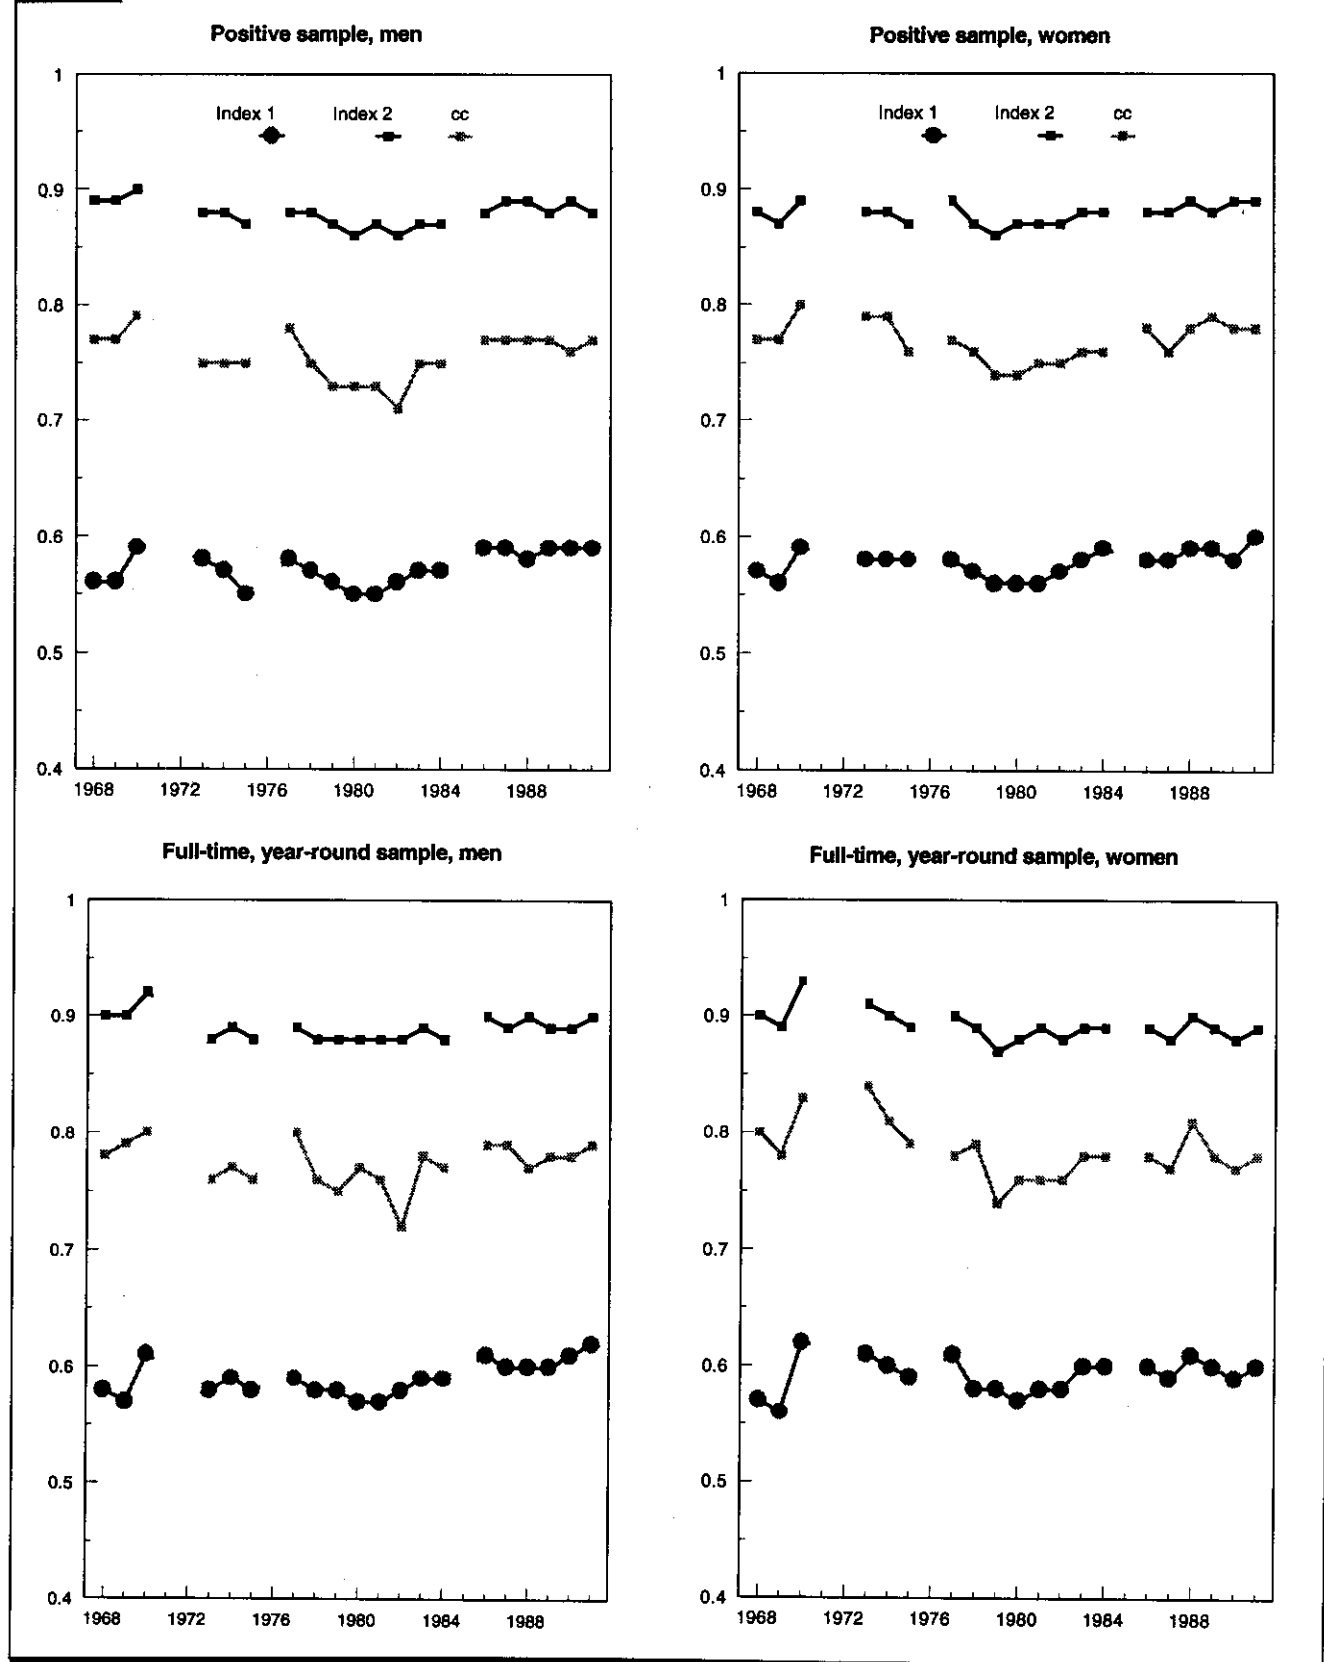 Positive sample, men
1
Index 1 Index 2 cc
0.9
0.8
0.7
0.6
0.5
0.4
1968 1972 1976 1980 1984 1988
Positive sample, women
1
Index 1 Index 2 cc
0.9
0.8
0.7
0.6
0.5
0.4
1968 1972 1976 1980 1984 1988
Full-time, year-round sample, men
1
0.9
0.8
0.7
0.6
0.5
0.4
1968 1972 1976 1980 1984 1988
Full-time, year-round sample, women
1
0.9
0.8
0.7
0.6
0.5
0.4
1968 1972 1976 1980 1984 1988